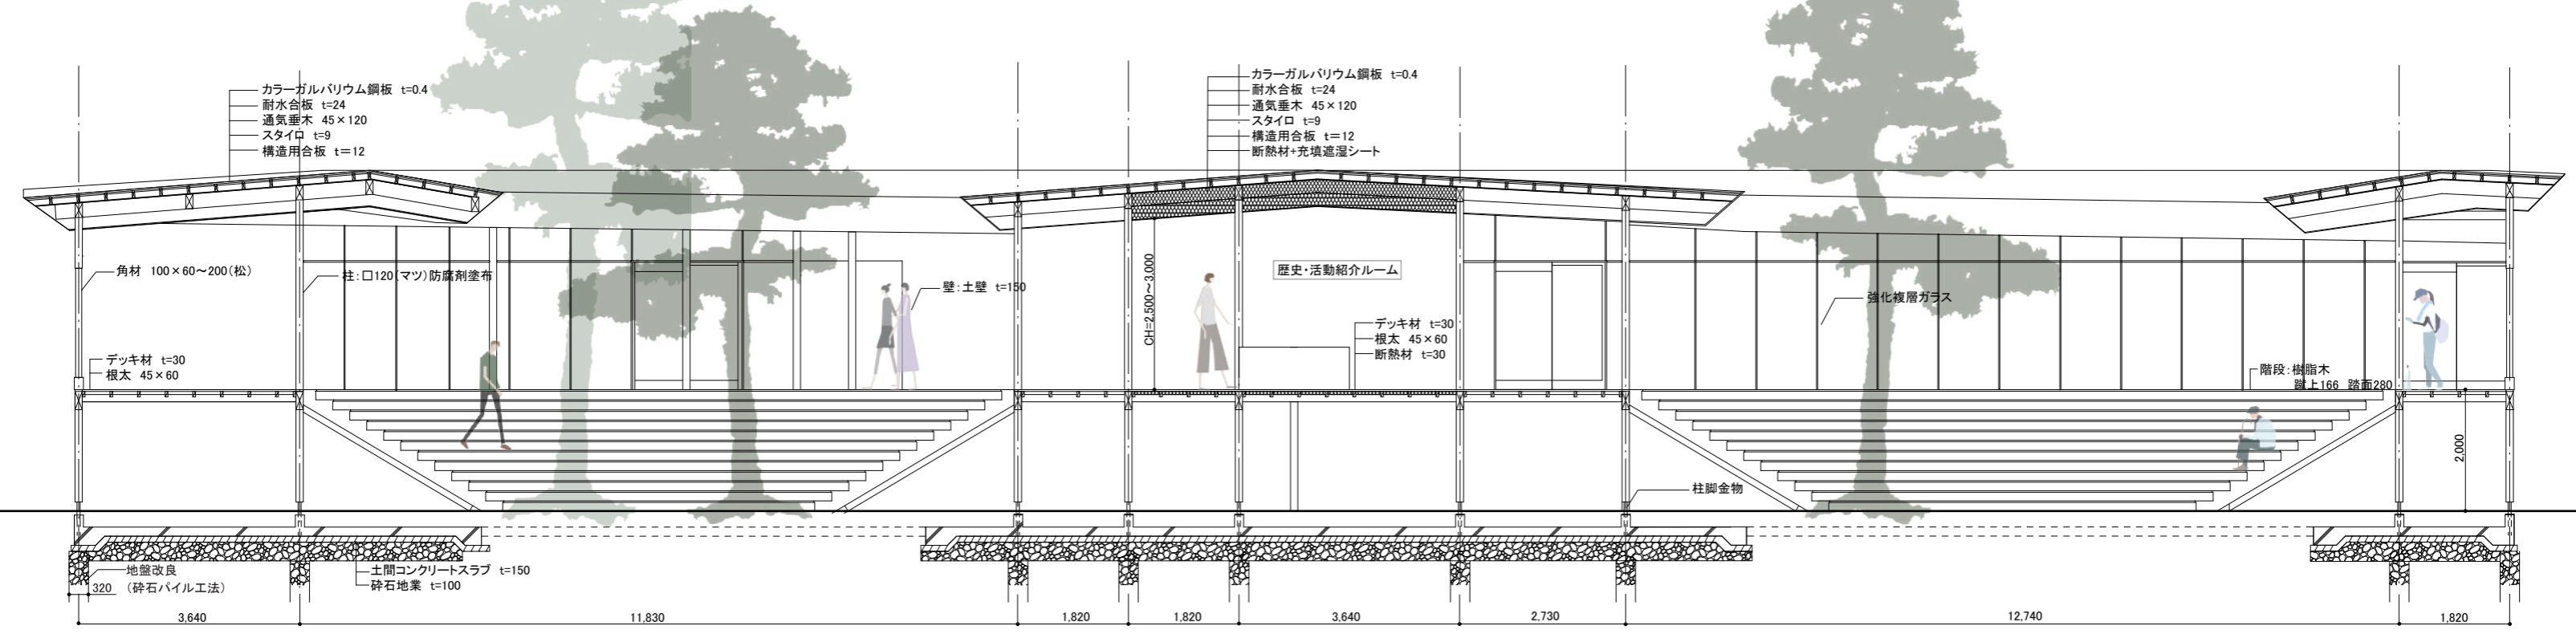 カラーガルバリウム鋼板 t=0.4
耐水合板 t=24
通気垂木 45×120
スタイロ t=9
構造用合板 t=12
カラーガルバリウム鋼板 t=0.4
耐水合板 t=24
通気垂木 45×120
スタイロ t=9
構造用合板 t=12
断熱材+充填遮湿シート
角材 100×60～200(松)
柱:口120(マツ)防腐剤塗布
壁:土壁 t=150
CH=2,500～3,000
歴史・活動紹介ルーム
強化複層ガラス
デッキ材 t=30
根太 45×60
デッキ材 t=30
根太 45×60
断熱材 t=30
階段:樹脂木
蹴上166 踏面280
2,000
柱脚金物
地盤改良
320 (砕石パイル工法)
土間コンクリートスラブ t=150
砕石地業 t=100
3,640
11,830
1,820
1,820
3,640
2,730
12,740
1,820